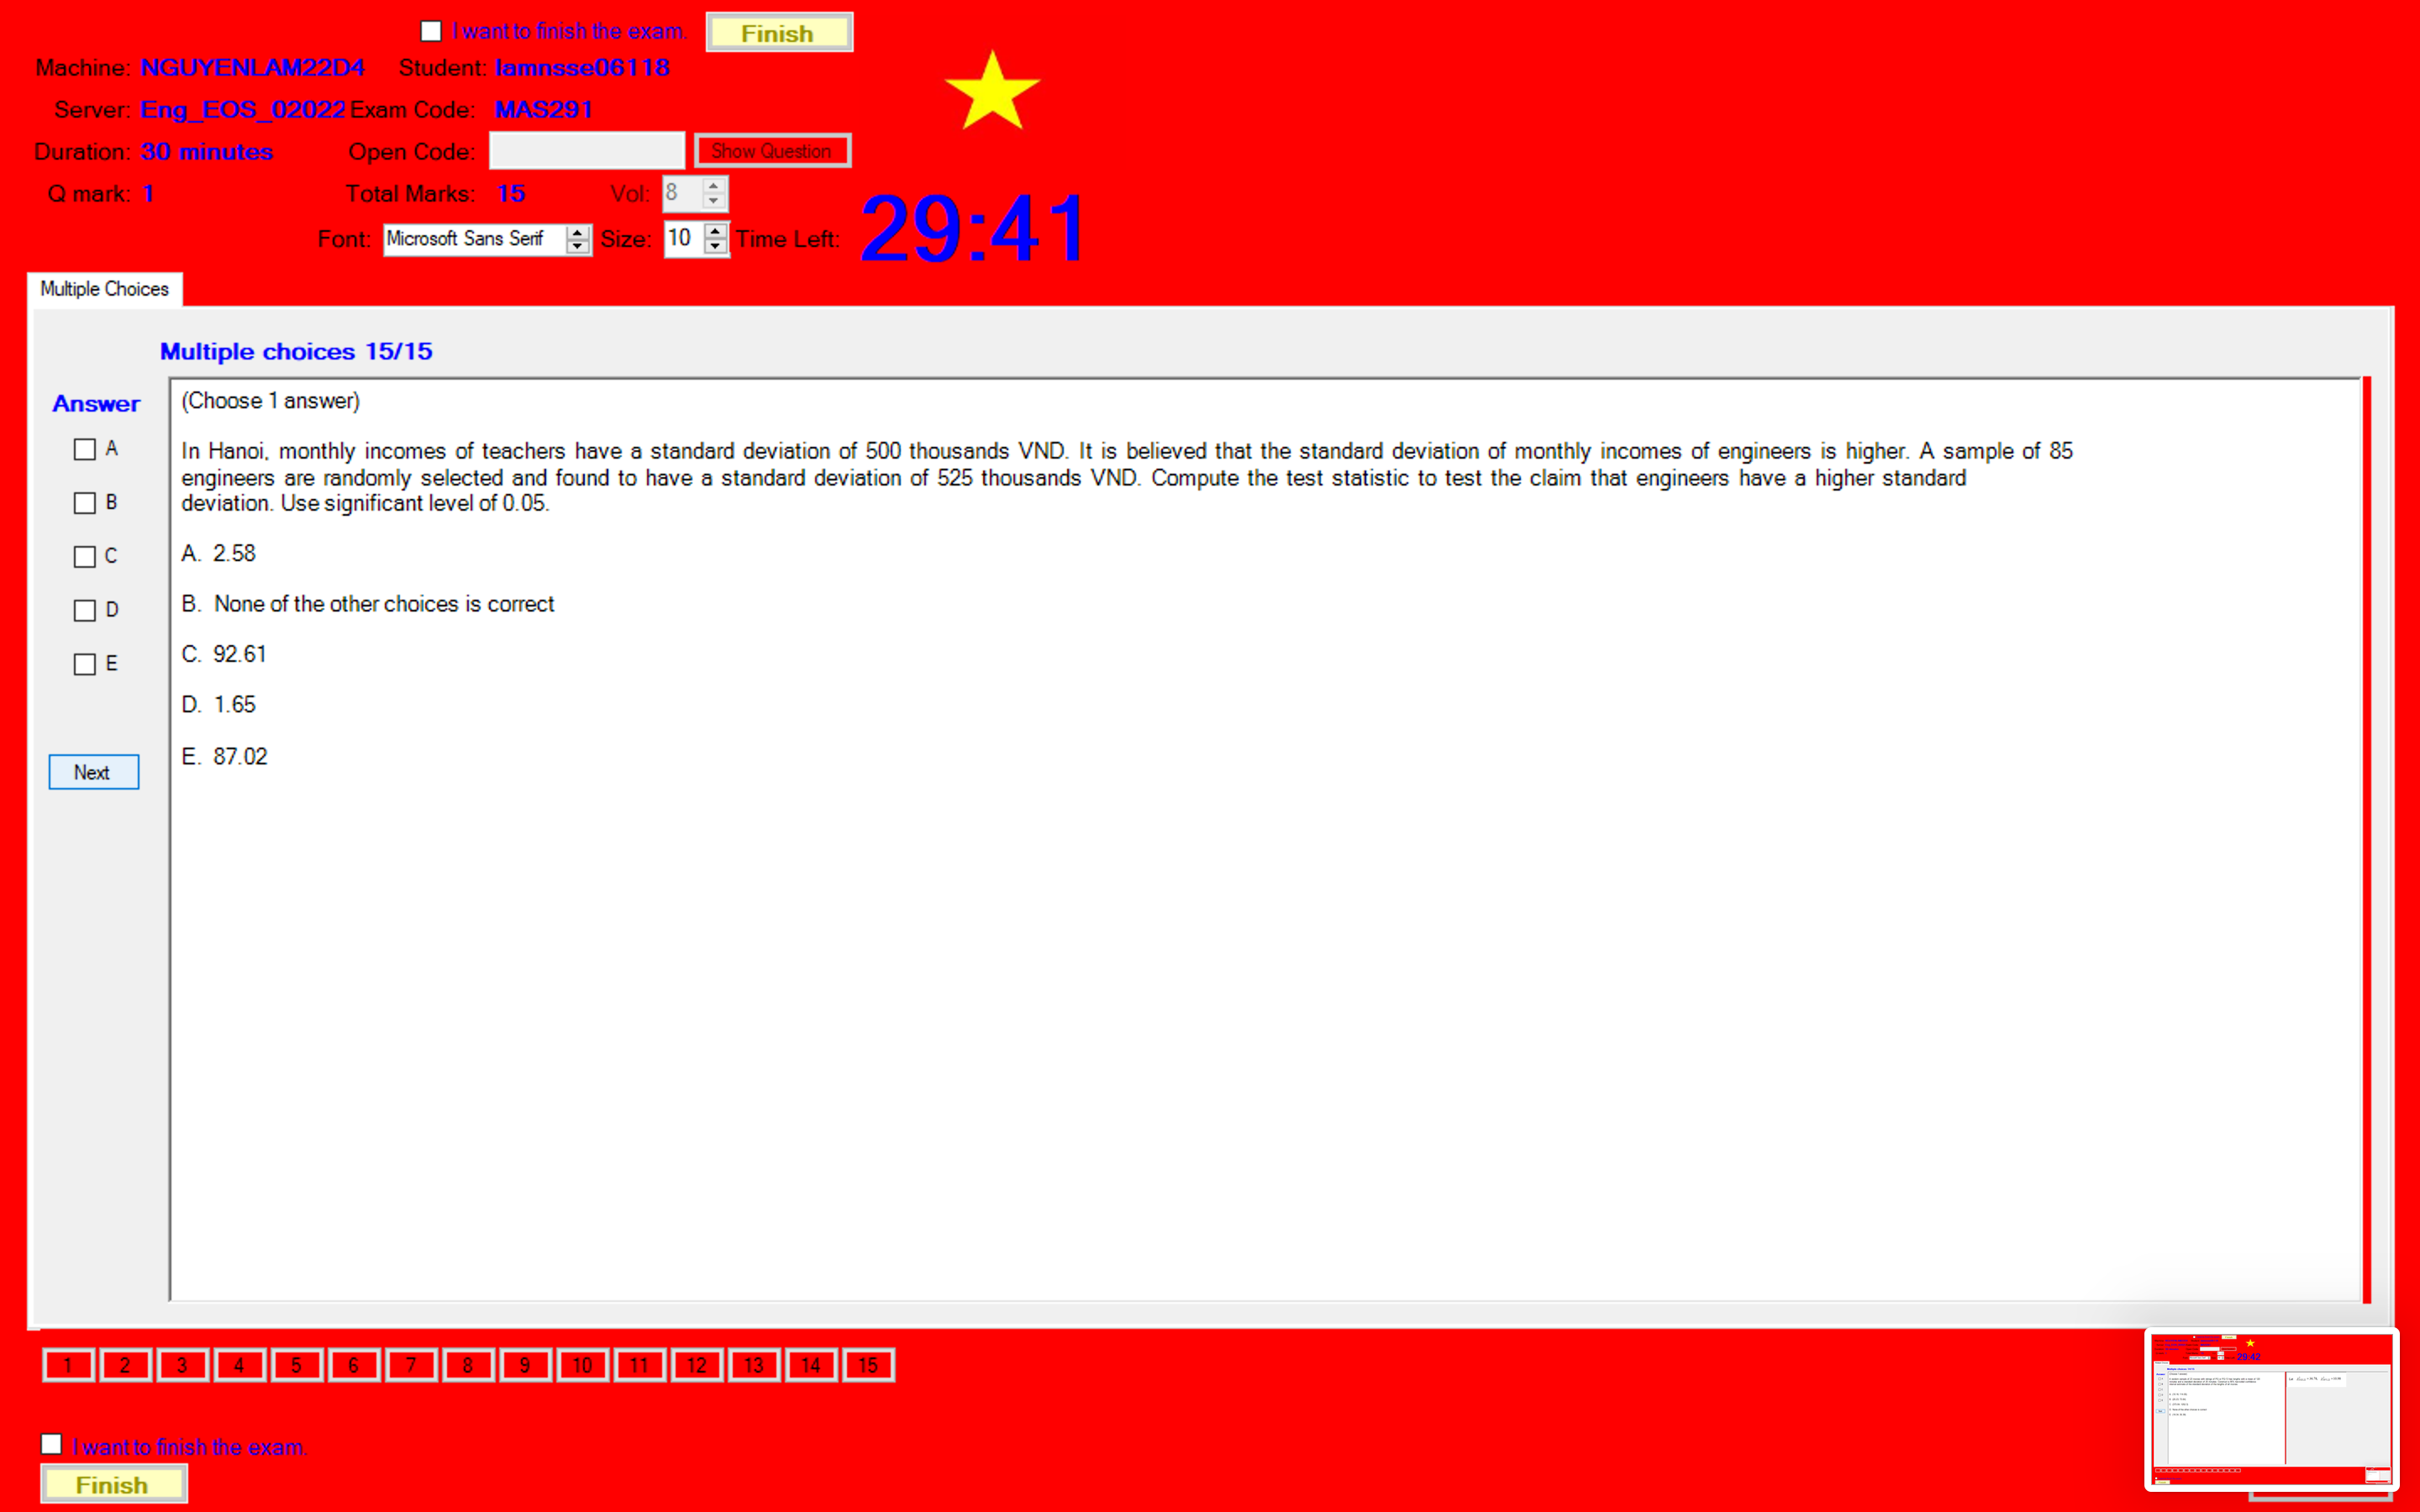 I want to finish the exam.
Finish
Machine: NGUYENLAM22D4 Student: lamnsse06118
Server: Eng_EOS_02022 Exam Code: MAS291
Duration: 30 minutes Open Code: Show Question
Q mark: 1 Total Marks: 15 Vol: 8
Font: Microsoft Sans Serif Size: 10 Time Left: 29:41
Multiple Choices
Multiple choices 15/15
Answer
A
B
C
D
E
Next
(Choose 1 answer)
In Hanoi, monthly incomes of teachers have a standard deviation of 500 thousands VND. It is believed that the standard deviation of monthly incomes of engineers is higher. A sample of 85
engineers are randomly selected and found to have a standard deviation of 525 thousands VND. Compute the test statistic to test the claim that engineers have a higher standard
deviation. Use significant level of 0.05.
A. 2.58
B. None of the other choices is correct
C. 92.61
D. 1.65
E. 87.02
1 2 3 4 5 6 7 8 9 10 11 12 13 14 15
I want to finish the exam.
Finish